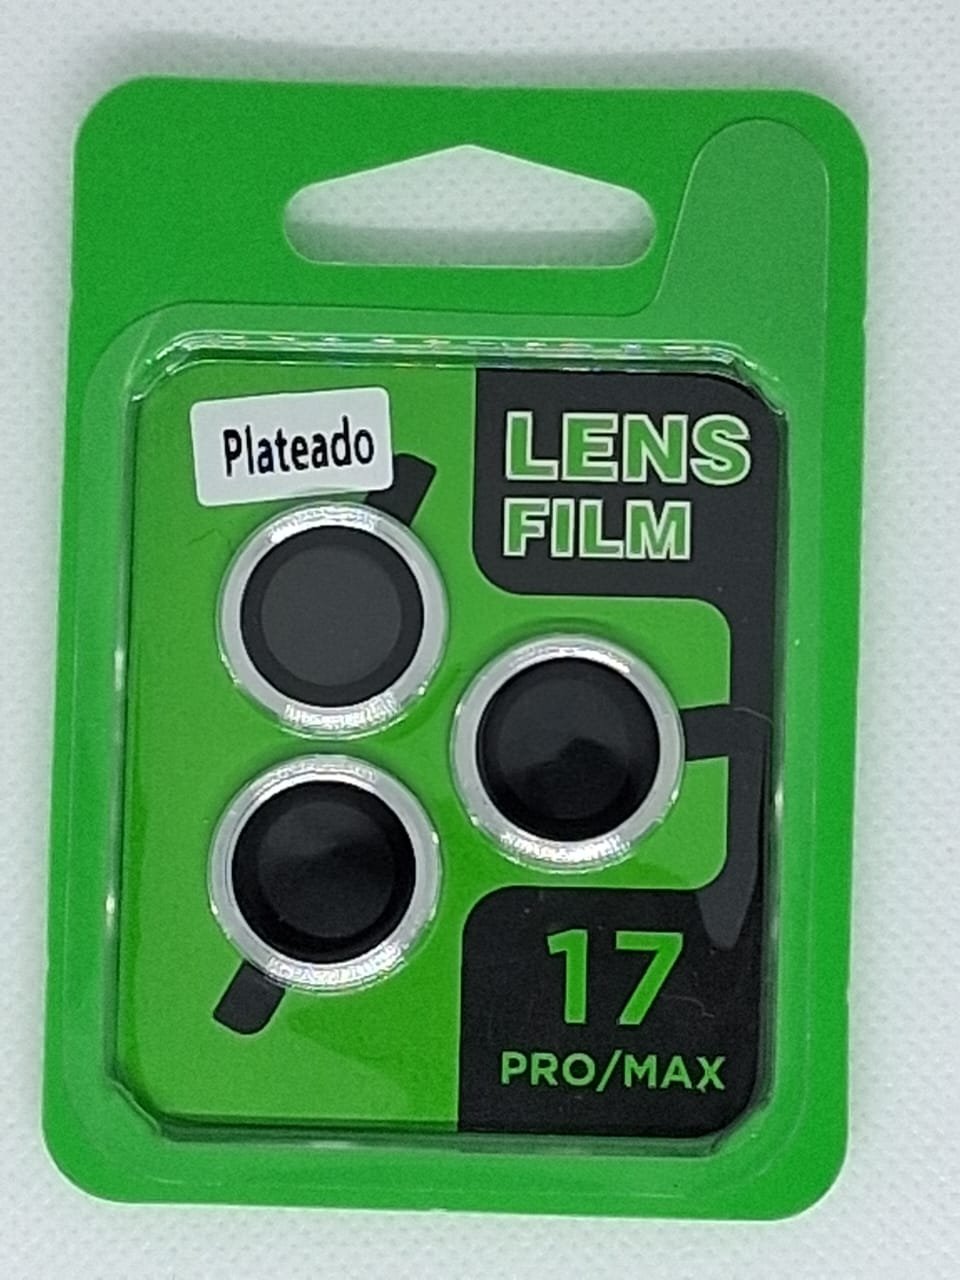 Plateado
LENS
FILM
17
PRO/MAX